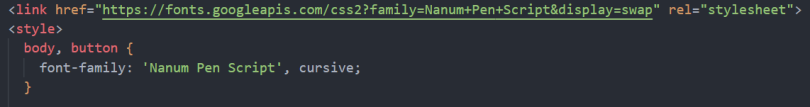 <link href="https://fonts.googleapis.com/css2?family=Nanum+Pen+Script&display=swap" rel="stylesheet">
<style>
body, button {
font-family: 'Nanum Pen Script', cursive;
}